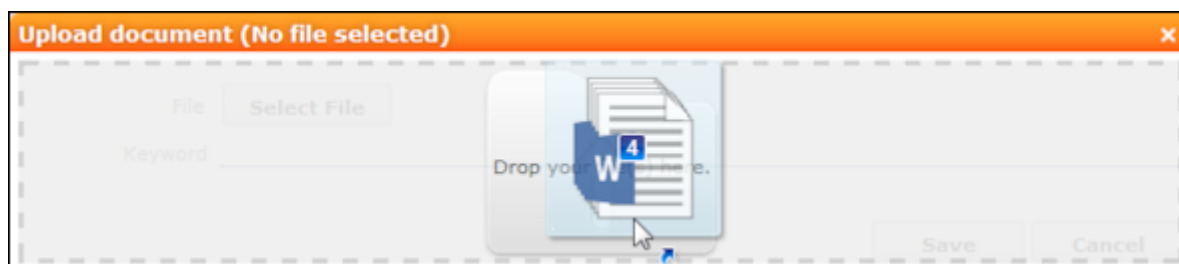 Upload document (No file selected) ×
File Select File
Keyword
Drop your here.
W 4
Save Cancel